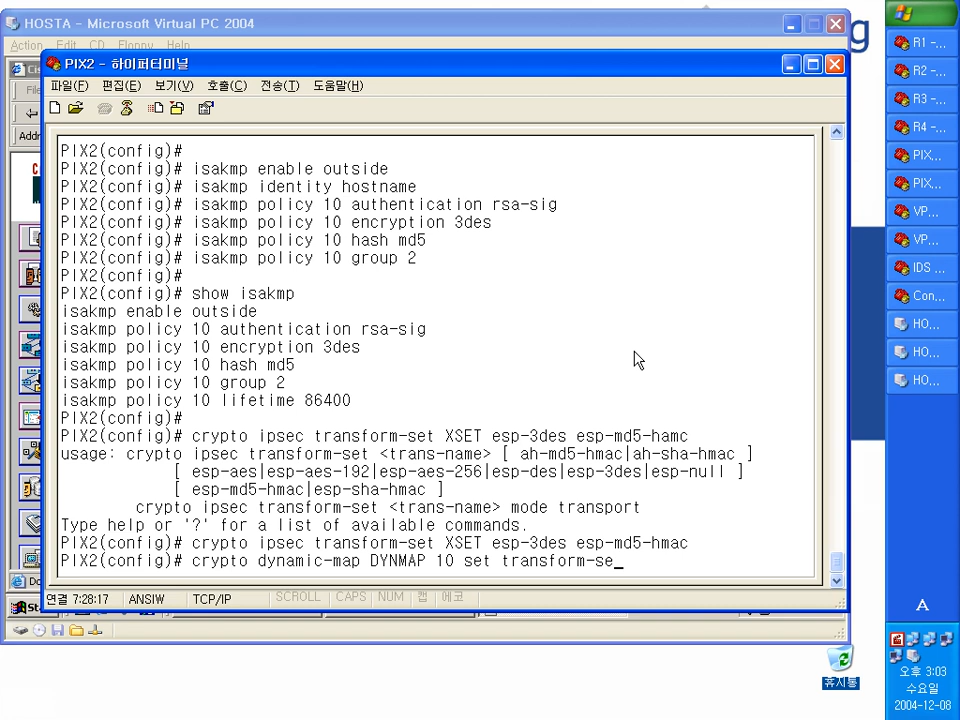 HOSTA - Microsoft Virtual PC 2004
Action Edit CD Floppy Help
PIX2 - 하이퍼터미널
파일(F) 편집(E) 보기(V) 호출(C) 전송(T) 도움말(H)
PIX2(config)#
PIX2(config)# isakmp enable outside
PIX2(config)# isakmp identity hostname
PIX2(config)# isakmp policy 10 authentication rsa-sig
PIX2(config)# isakmp policy 10 encryption 3des
PIX2(config)# isakmp policy 10 hash md5
PIX2(config)# isakmp policy 10 group 2
PIX2(config)#
PIX2(config)# show isakmp
isakmp enable outside
isakmp policy 10 authentication rsa-sig
isakmp policy 10 encryption 3des
isakmp policy 10 hash md5
isakmp policy 10 group 2
isakmp policy 10 lifetime 86400
PIX2(config)#
PIX2(config)# crypto ipsec transform-set XSET esp-3des esp-md5-hamc
usage: crypto ipsec transform-set <trans-name> [ ah-md5-hmac|ah-sha-hmac ]
[ esp-aes|esp-aes-192|esp-aes-256|esp-des|esp-3des|esp-null ]
[ esp-md5-hmac|esp-sha-hmac ]
crypto ipsec transform-set <trans-name> mode transport
Type help or '?' for a list of available commands.
PIX2(config)# crypto ipsec transform-set XSET esp-3des esp-md5-hmac
PIX2(config)# crypto dynamic-map DYNMAP 10 set transform-se_
연결 7:28:17 ANSIW TCP/IP SCROLL CAPS NUM 캡 에코
휴지통
R1 -...
R2 -...
R3 -...
R4 -...
PIX...
PIX...
VP...
VP...
IDS ...
Con...
HO...
HO...
HO...
A
오후 3:03
수요일
2004-12-08